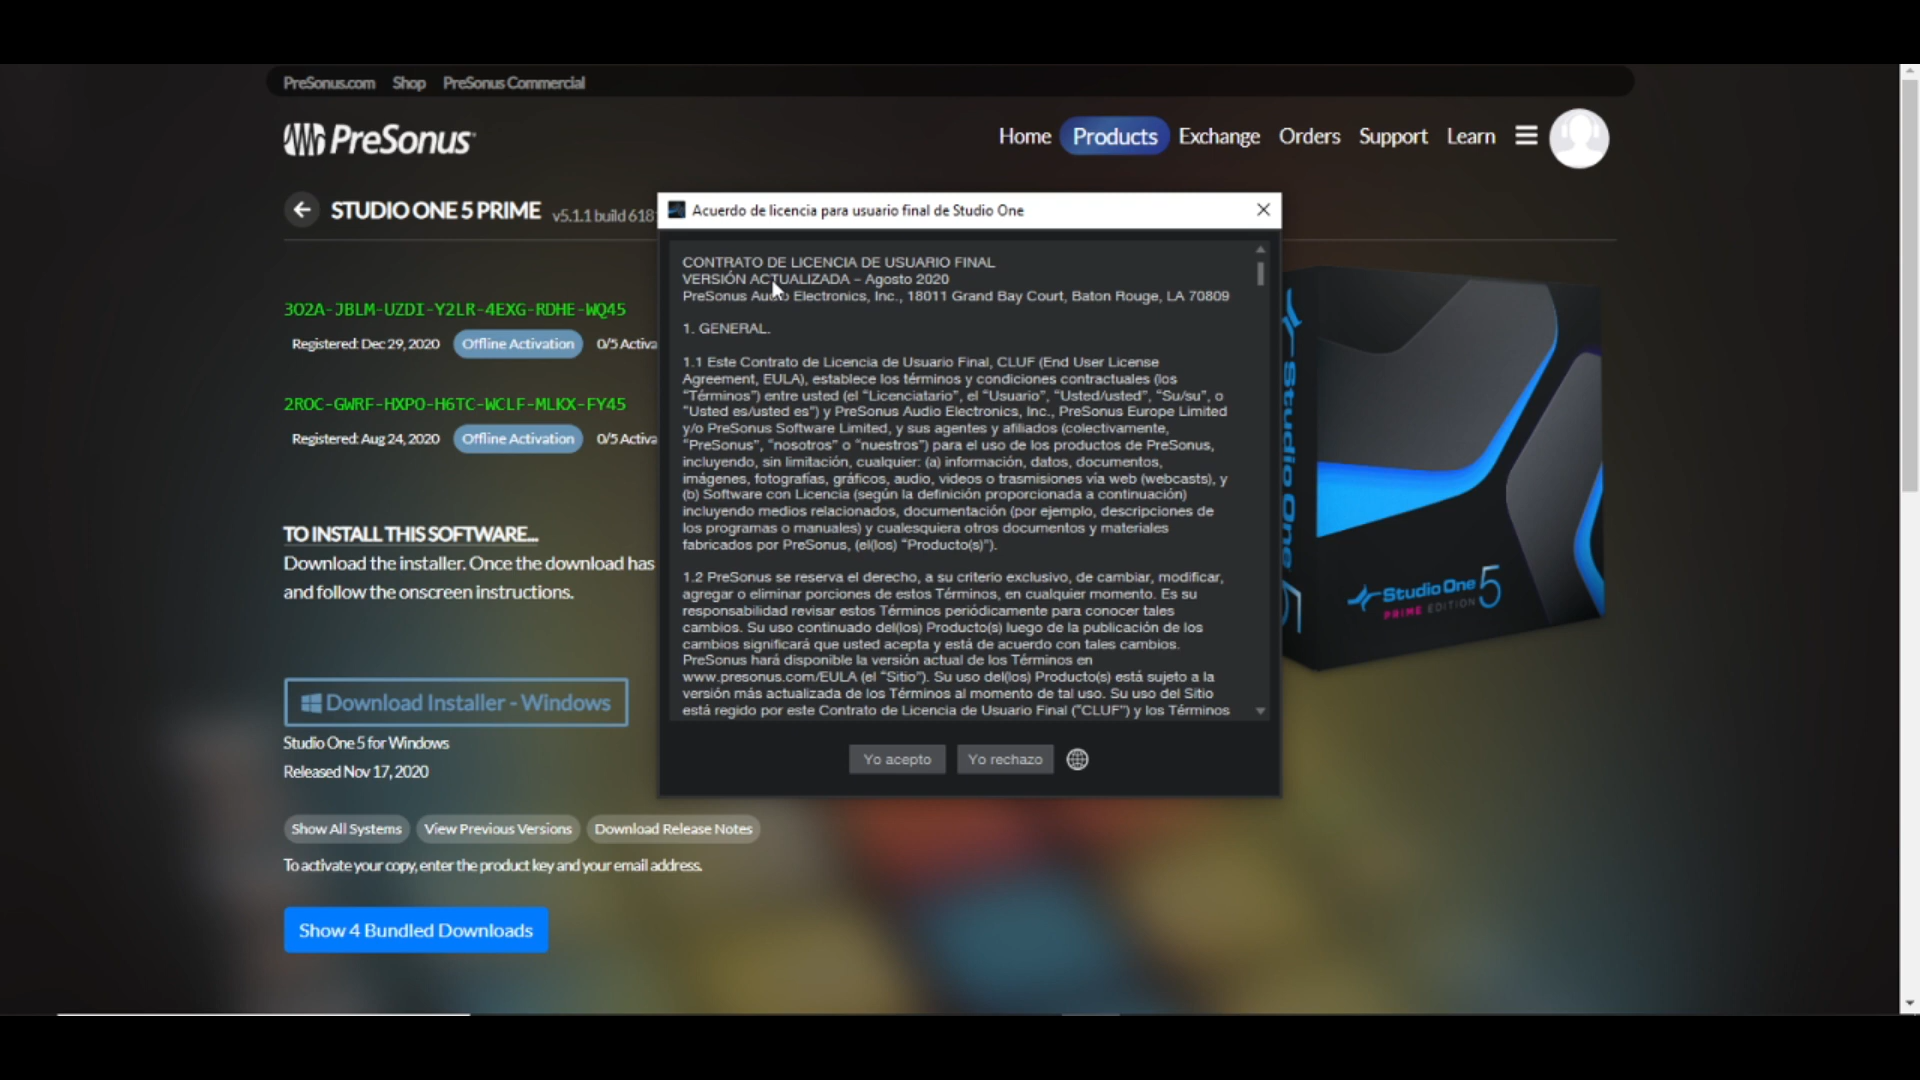 PreSonus.com Shop PreSonus Commercial
PreSonus
Home Products Exchange Orders Support Learn
STUDIO ONE 5 PRIME v5.1.1 build 618
302A-JBLM-UZDI-Y2LR-4EXG-RDHE-WQ45
Registered: Dec 29, 2020 Offline Activation 0/5 Activa
2ROC-GWRF-HXPO-H6TC-WCLF-MLKX-FY45
Registered: Aug 24, 2020 Offline Activation 0/5 Activa
TO INSTALL THIS SOFTWARE...
Download the installer. Once the download has
and follow the onscreen instructions.
Download Installer - Windows
Studio One 5 for Windows
Released Nov 17, 2020
Show All Systems View Previous Versions Download Release Notes
To activate your copy, enter the product key and your email address.
Show 4 Bundled Downloads
Acuerdo de licencia para usuario final de Studio One
CONTRATO DE LICENCIA DE USUARIO FINAL
VERSIÓN ACTUALIZADA – Agosto 2020
PreSonus Audio Electronics, Inc., 18011 Grand Bay Court, Baton Rouge, LA 70809
1. GENERAL.
1.1 Este Contrato de Licencia de Usuario Final, CLUF (End User License
Agreement, EULA), establece los términos y condiciones contractuales (los
“Términos”) entre usted (el “Licenciatario”, el “Usuario”, “Usted/usted”, “Su/su”, o
“Usted es/usted es”) y PreSonus Audio Electronics, Inc., PreSonus Europe Limited
y/o PreSonus Software Limited, y sus agentes y afiliados (colectivamente,
“PreSonus”, “nosotros” o “nuestros”) para el uso de los productos de PreSonus,
incluyendo, sin limitación, cualquier: (a) información, datos, documentos,
imágenes, fotografías, gráficos, audio, videos o trasmisiones vía web (webcasts), y
(b) Software con Licencia (según la definición proporcionada a continuación)
incluyendo medios relacionados, documentación (por ejemplo, descripciones de
los programas o manuales) y cualesquiera otros documentos y materiales
fabricados por PreSonus, (el(los) “Producto(s)”).
1.2 PreSonus se reserva el derecho, a su criterio exclusivo, de cambiar, modificar,
agregar o eliminar porciones de estos Términos, en cualquier momento. Es su
responsabilidad revisar estos Términos periódicamente para conocer tales
cambios. Su uso continuado del(los) Producto(s) luego de la publicación de los
cambios significará que usted acepta y está de acuerdo con tales cambios.
PreSonus hará disponible la versión actual de los Términos en
www.presonus.com/EULA (el “Sitio”). Su uso del(los) Producto(s) está sujeto a la
versión más actualizada de los Términos al momento de tal uso. Su uso del Sitio
está regido por este Contrato de Licencia de Usuario Final (“CLUF”) y los Términos
Yo acepto Yo rechazo
Studio One 5
Studio One 5
PRIME EDITION